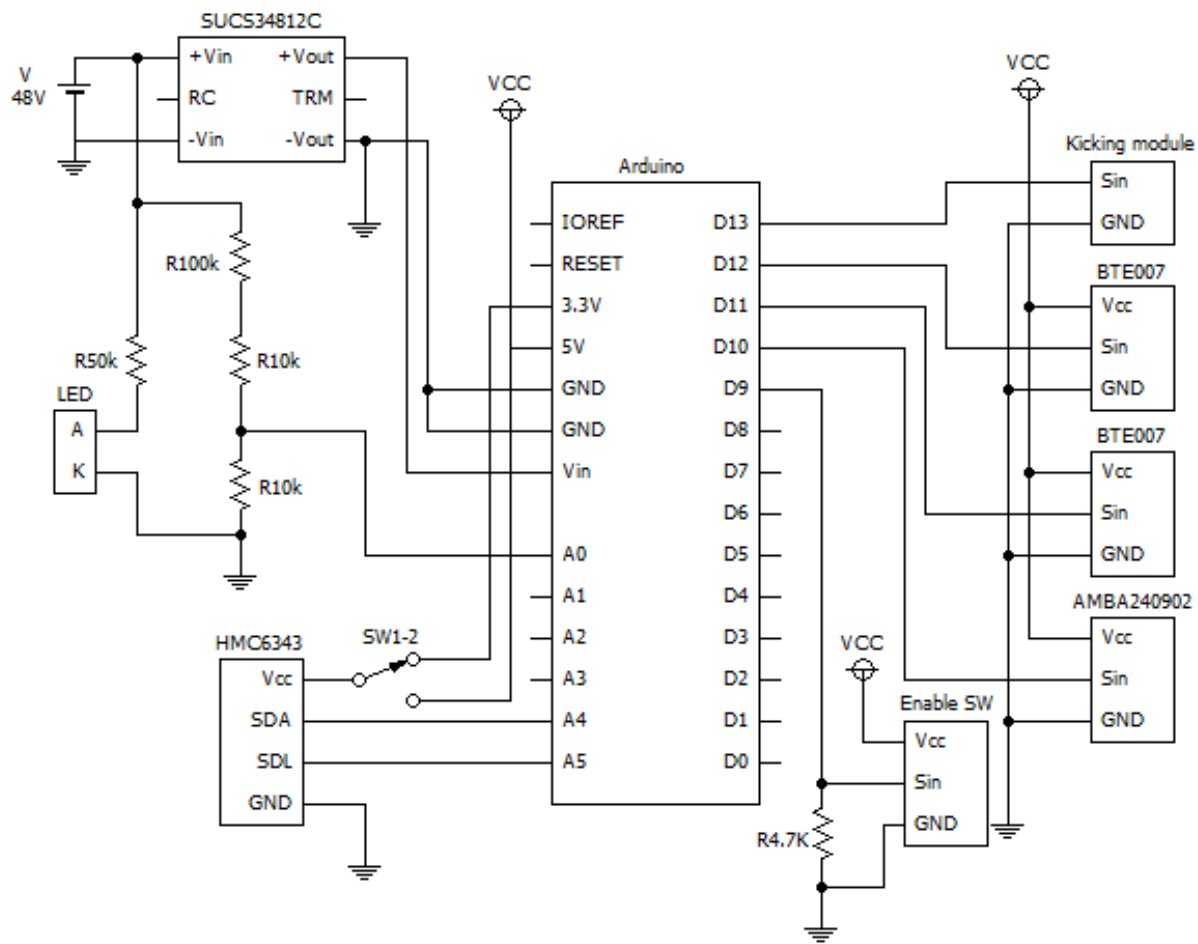 SUCS34812C
+Vin
+Vout
V
48V
RC
TRM
-Vin
-Vout
VCC
VCC
Kicking module
Sin
GND
Arduino
IOREF
D13
RESET
D12
3.3V
D11
5V
D10
GND
D9
GND
D8
Vin
D7
D6
A0
D5
A1
D4
A2
D3
A3
D2
A4
D1
A5
D0
R100k
R50k
R10k
LED
A
K
R10k
BTE007
Vcc
Sin
GND
BTE007
Vcc
Sin
GND
AMBA240902
Vcc
Sin
GND
HMC6343
SW1-2
Vcc
SDA
SDL
GND
VCC
Enable SW
Vcc
Sin
GND
R4.7K